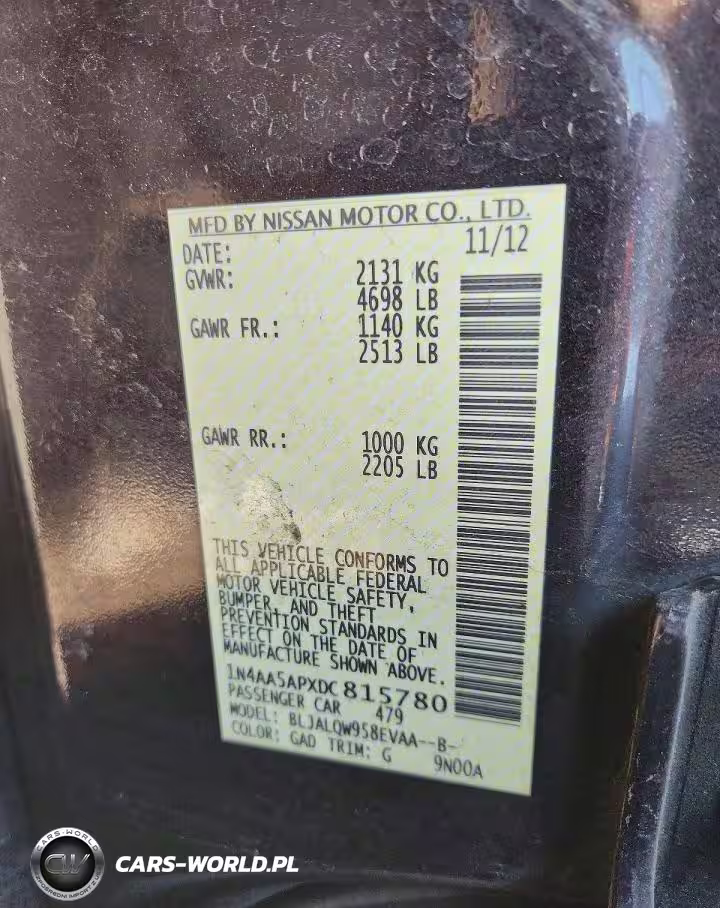 MFD BY NISSAN MOTOR CO., LTD.
DATE: 11/12
GVWR: 2131 KG
4698 LB
GAWR FR.: 1140 KG
2513 LB
GAWR RR.: 1000 KG
2205 LB
THIS VEHICLE CONFORMS TO
ALL APPLICABLE FEDERAL
MOTOR VEHICLE SAFETY,
BUMPER, AND THEFT
PREVENTION STANDARDS IN
EFFECT ON THE DATE OF
MANUFACTURE SHOWN ABOVE.
1N4AA5APXDC815780
PASSENGER CAR 479
MODEL: BLJALQW958EVAA--B-
COLOR: GAD TRIM: G 9N00A
CARS-WORLD
CW
CARS-WORLD.PL